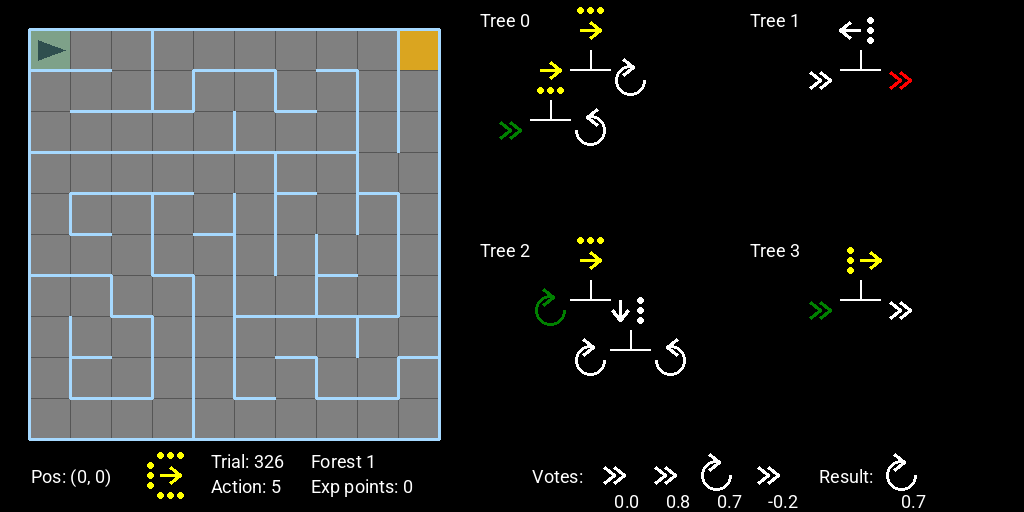 Tree 0
Tree 1
Tree 2
Tree 3
Pos: (0, 0)
Trial: 326
Forest 1
Action: 5
Exp points: 0
Votes:
Result:
0.0
0.8
0.7
-0.2
0.7